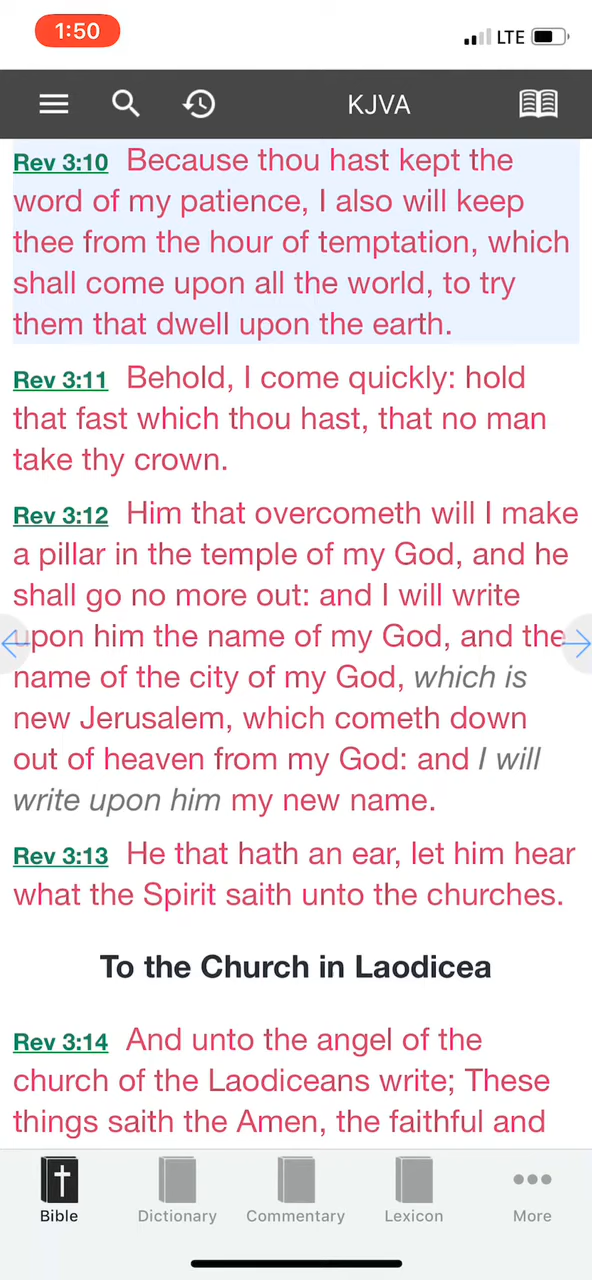 1:50
LTE
KJVA
Rev 3:10 Because thou hast kept the
word of my patience, I also will keep
thee from the hour of temptation, which
shall come upon all the world, to try
them that dwell upon the earth.
Rev 3:11 Behold, I come quickly: hold
that fast which thou hast, that no man
take thy crown.
Rev 3:12 Him that overcometh will I make
a pillar in the temple of my God, and he
shall go no more out: and I will write
upon him the name of my God, and the
name of the city of my God, which is
new Jerusalem, which cometh down
out of heaven from my God: and I will
write upon him my new name.
Rev 3:13 He that hath an ear, let him hear
what the Spirit saith unto the churches.
To the Church in Laodicea
Rev 3:14 And unto the angel of the
church of the Laodiceans write; These
things saith the Amen, the faithful and
Bible Dictionary Commentary Lexicon More